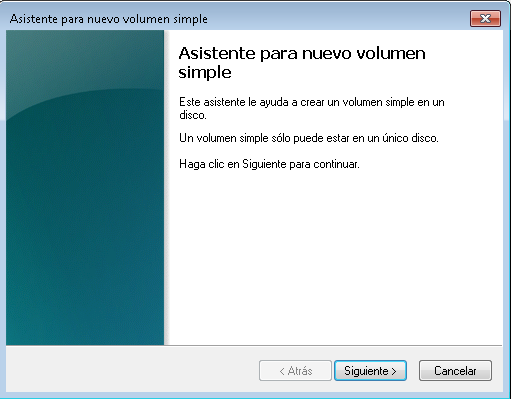 Asistente para nuevo volumen simple
Asistente para nuevo volumen
simple
Este asistente le ayuda a crear un volumen simple en un
disco.
Un volumen simple sólo puede estar en un único disco.
Haga clic en Siguiente para continuar.
< Atrás
Siguiente >
Cancelar